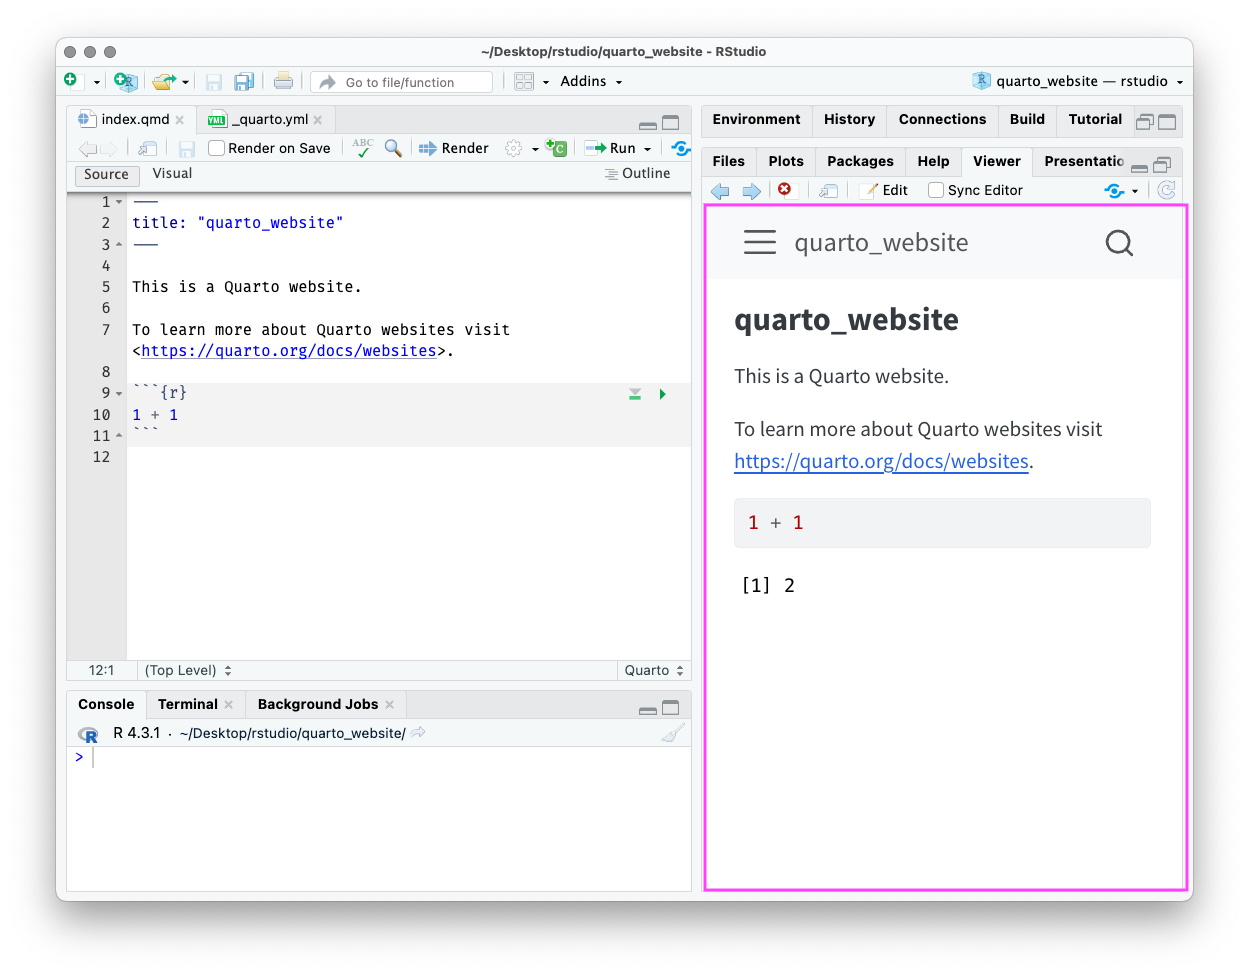 ~/Desktop/rstudio/quarto_website - RStudio
Go to file/function
Addins
quarto_website — rstudio
index.qmd
_quarto.yml
Render on Save
ABC
Render
Run
Source
Visual
Outline
1 ---
2 title: "quarto_website"
3 ---
4
5 This is a Quarto website.
6
7 To learn more about Quarto websites visit
<https://quarto.org/docs/websites>.
8
9 ```{r}
10 1 + 1
11 ```
12
12:1
(Top Level)
Quarto
Console
Terminal
Background Jobs
R 4.3.1 · ~/Desktop/rstudio/quarto_website/
>
Environment
History
Connections
Build
Tutorial
Files
Plots
Packages
Help
Viewer
Presentatio
Edit
Sync Editor
quarto_website
quarto_website
This is a Quarto website.
To learn more about Quarto websites visit
https://quarto.org/docs/websites.
1 + 1
[1] 2